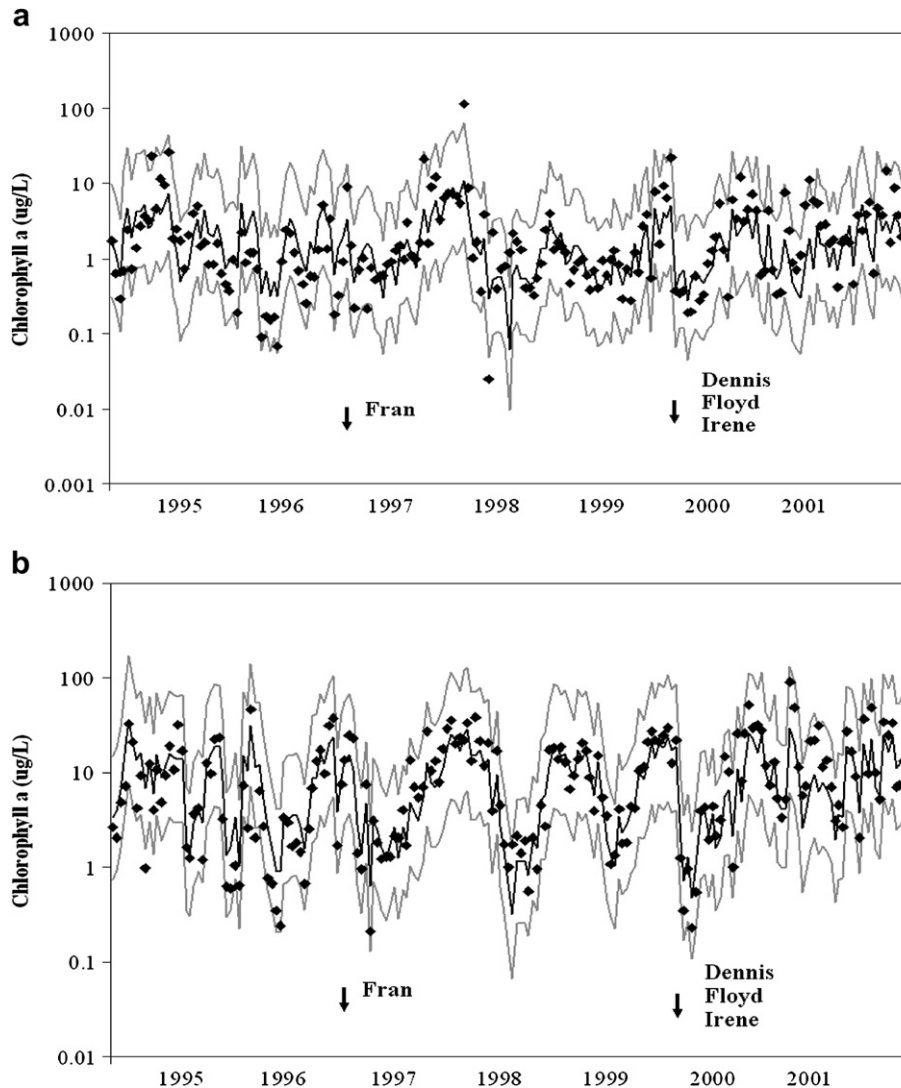 a
1000
100
10
1
0.1
0.01
0.001
Chlorophyll a (ug/L)
Fran
Dennis
Floyd
Irene
1995 1996 1997 1998 1999 2000 2001
b
1000
100
10
1
0.1
0.01
Chlorophyll a (ug/L)
Fran
Dennis
Floyd
Irene
1995 1996 1997 1998 1999 2000 2001